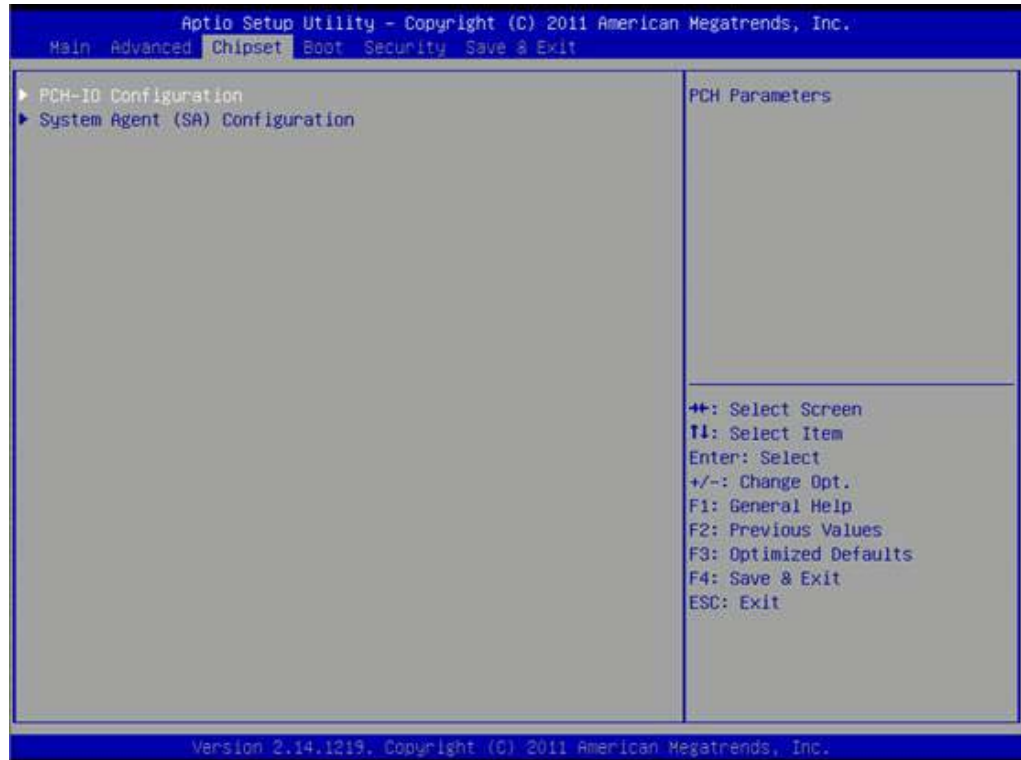 Aptio Setup Utility - Copyright (C) 2011 American Megatrends, Inc.
Main Advanced Chipset Boot Security Save & Exit
► PCH-IO Configuration
► System Agent (SA) Configuration
PCH Parameters
→←: Select Screen
↑↓: Select Item
Enter: Select
+/-: Change Opt.
F1: General Help
F2: Previous Values
F3: Optimized Defaults
F4: Save & Exit
ESC: Exit
Version 2.14.1219. Copyright (C) 2011 American Megatrends, Inc.